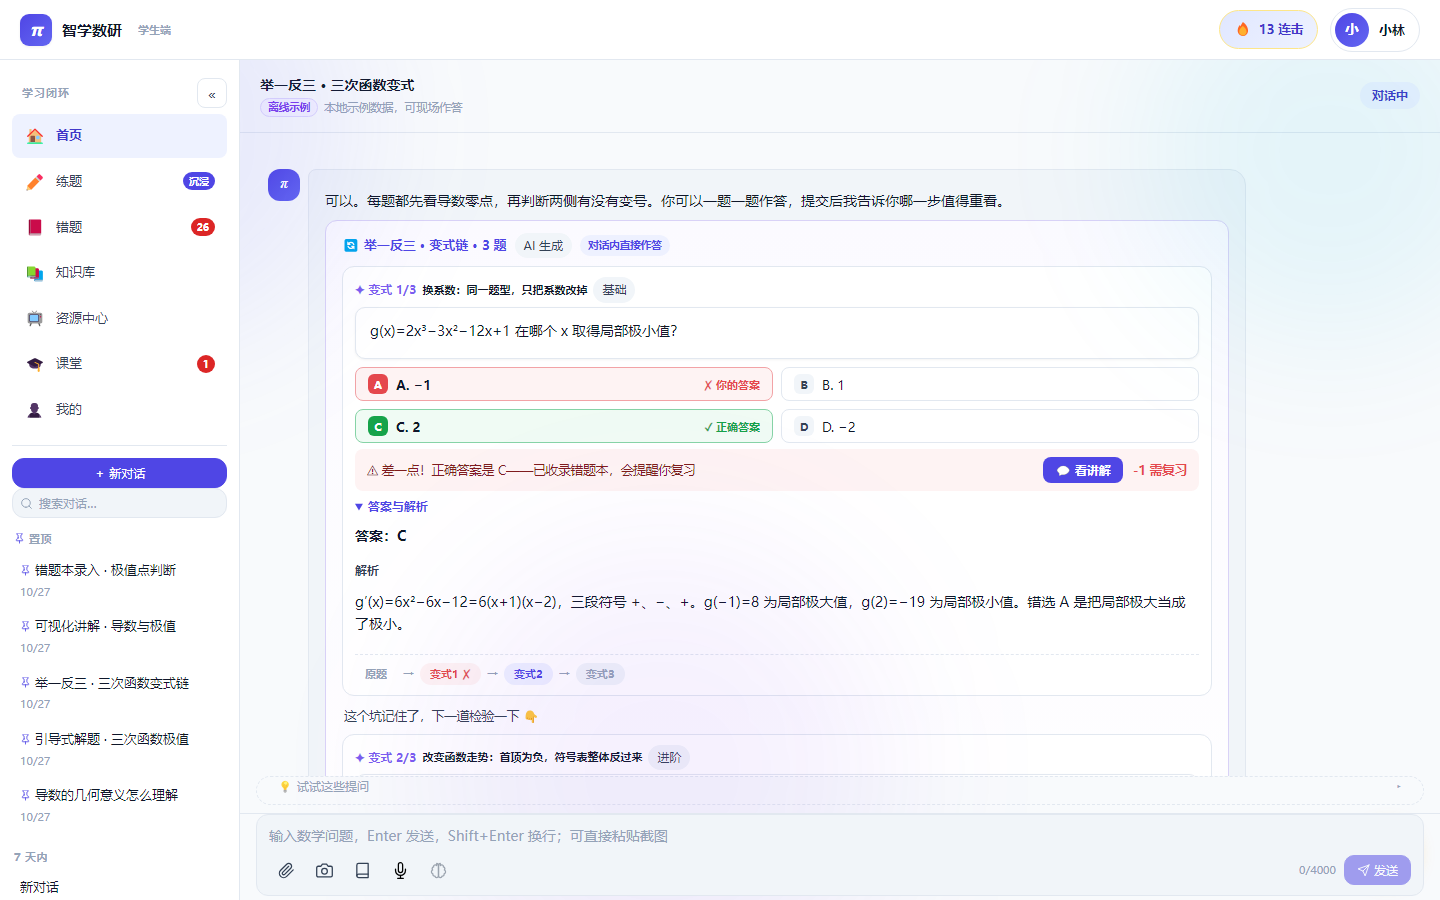 π 智学数研 学生端
13 连击
小 小林
学习闭环
«
首页
练题 沉浸
错题 26
知识库
资源中心
课堂 1
我的
+ 新对话
搜索对话...
置顶
错题本录入 · 极值点判断
10/27
可视化讲解 · 导数与极值
10/27
举一反三 · 三次函数变式链
10/27
引导式解题 · 三次函数极值
10/27
导数的几何意义怎么理解
10/27
7 天内
新对话
举一反三 • 三次函数变式
离线示例 本地示例数据，可现场作答
对话中
π
可以。每题都先看导数零点，再判断两侧有没有变号。你可以一题一题作答，提交后我告诉你哪一步值得重看。
举一反三 • 变式链 • 3 题 AI 生成 对话内直接作答
✦ 变式 1/3 换系数：同一题型，只把系数改掉 基础
g(x)=2x³−3x²−12x+1 在哪个 x 取得局部极小值？
A A. −1 ✗ 你的答案
B B. 1
C C. 2 ✓ 正确答案
D D. −2
⚠ 差一点！正确答案是 C——已收录错题本，会提醒你复习
看讲解 -1 需复习
▼ 答案与解析
答案：C
解析
g′(x)=6x²−6x−12=6(x+1)(x−2)，三段符号 +、−、+。g(−1)=8 为局部极大值，g(2)=−19 为局部极小值。错选 A 是把局部极大当成
了极小。
原题 → 变式1 ✗ → 变式2 → 变式3
这个坑记住了，下一道检验一下 👇
✦ 变式 2/3 改变函数走势：首项为负，符号表整体反过来 进阶
试试这些提问
输入数学问题，Enter 发送，Shift+Enter 换行；可直接粘贴截图
0/4000 发送